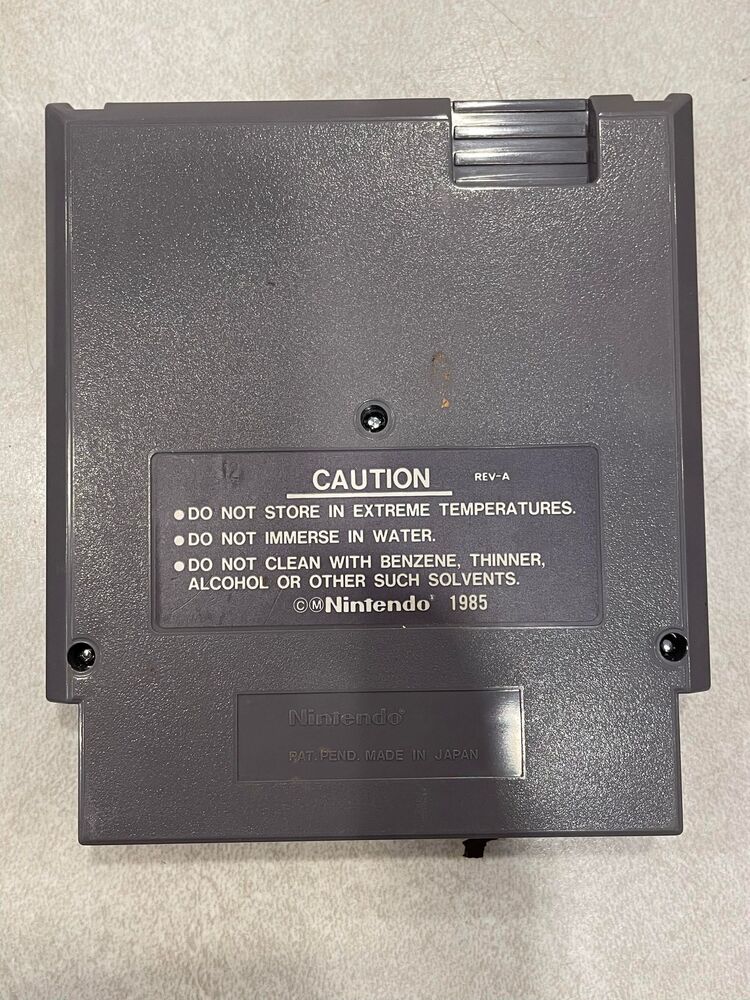 CAUTION REV-A
● DO NOT STORE IN EXTREME TEMPERATURES.
● DO NOT IMMERSE IN WATER.
● DO NOT CLEAN WITH BENZENE, THINNER,
ALCOHOL OR OTHER SUCH SOLVENTS.
©ⓂNintendo 1985
Nintendo®
PAT. PEND. MADE IN JAPAN